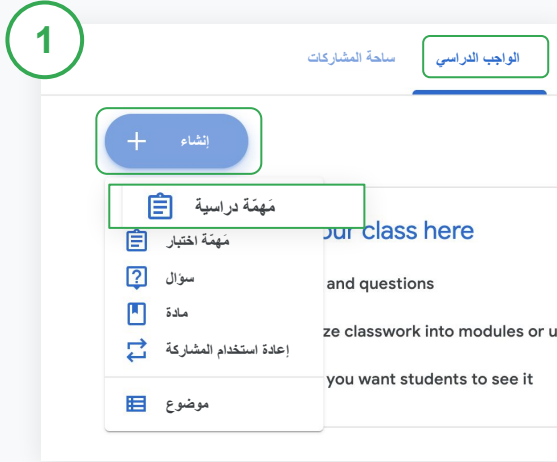 1
الواجب الدراسي
ساحة المشاركات
إنشاء
مَهمّة دراسية
مَهمّة اختبار
سؤال
مادة
إعادة استخدام المشاركة
موضوع
our class here
and questions
ze classwork into modules or u
you want students to see it